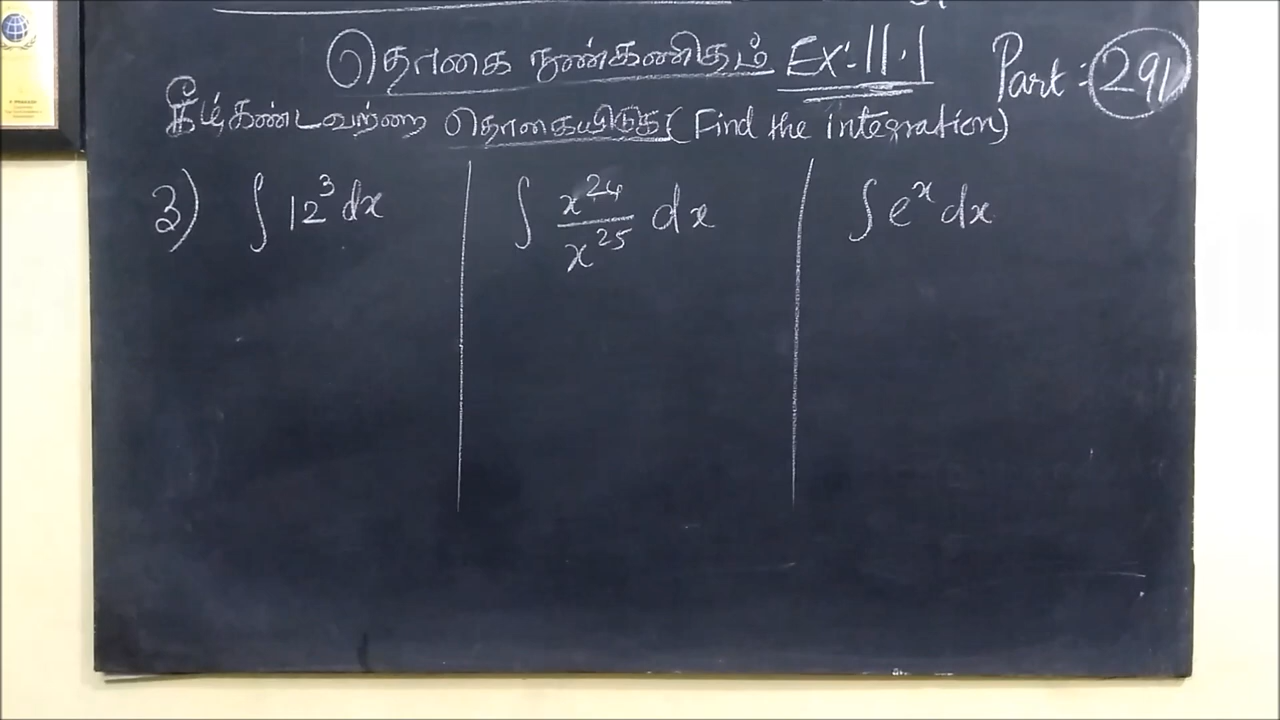 தொகை நுண்கணிதம் Ex:11.1 Part: 291
கீழ்கண்டவற்றை தொகையிடுக (Find the integration)
3) ∫ 12³ dx
∫ x²⁴/x²⁵ dx
∫ eˣ dx